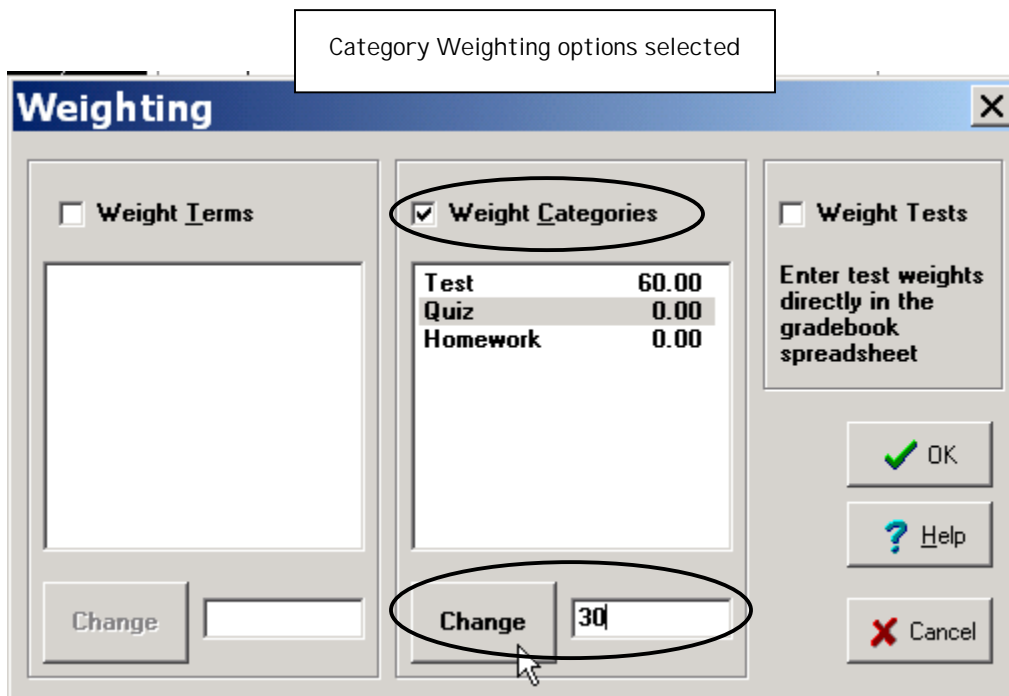 Category Weighting options selected
Weighting
Weight Terms
Weight Categories
Weight Tests
Test 60.00
Quiz 0.00
Homework 0.00
Enter test weights
directly in the
gradebook
spreadsheet
OK
Help
Change
Change 30
Cancel